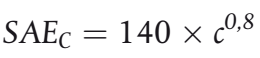 SAE_C = 140 × c^0,8